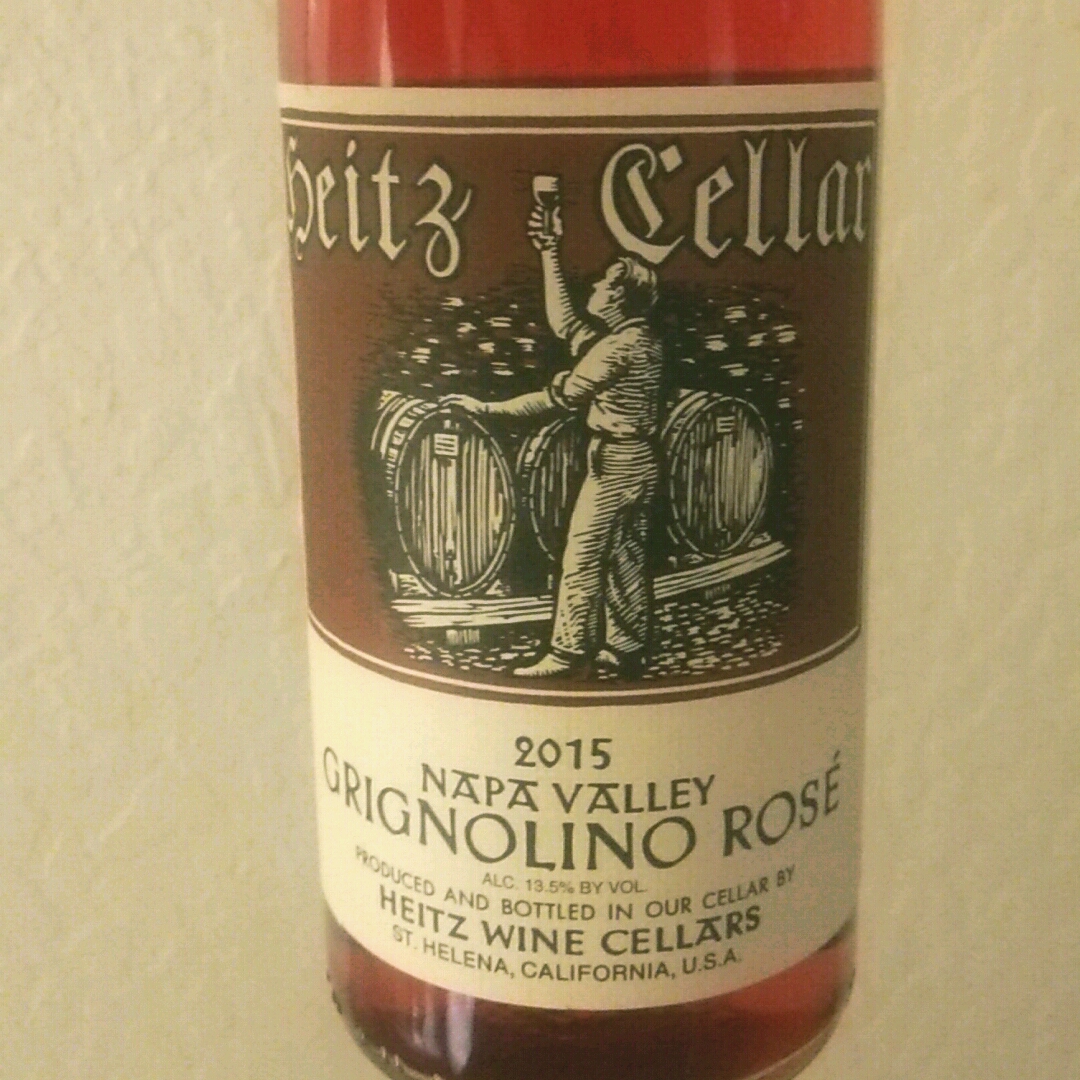 Heitz Cellar
2015
NAPA VALLEY
GRIGNOLINO ROSÉ
ALC. 13.5% BY VOL.
PRODUCED AND BOTTLED IN OUR CELLAR BY
HEITZ WINE CELLARS
ST. HELENA, CALIFORNIA, U.S.A.